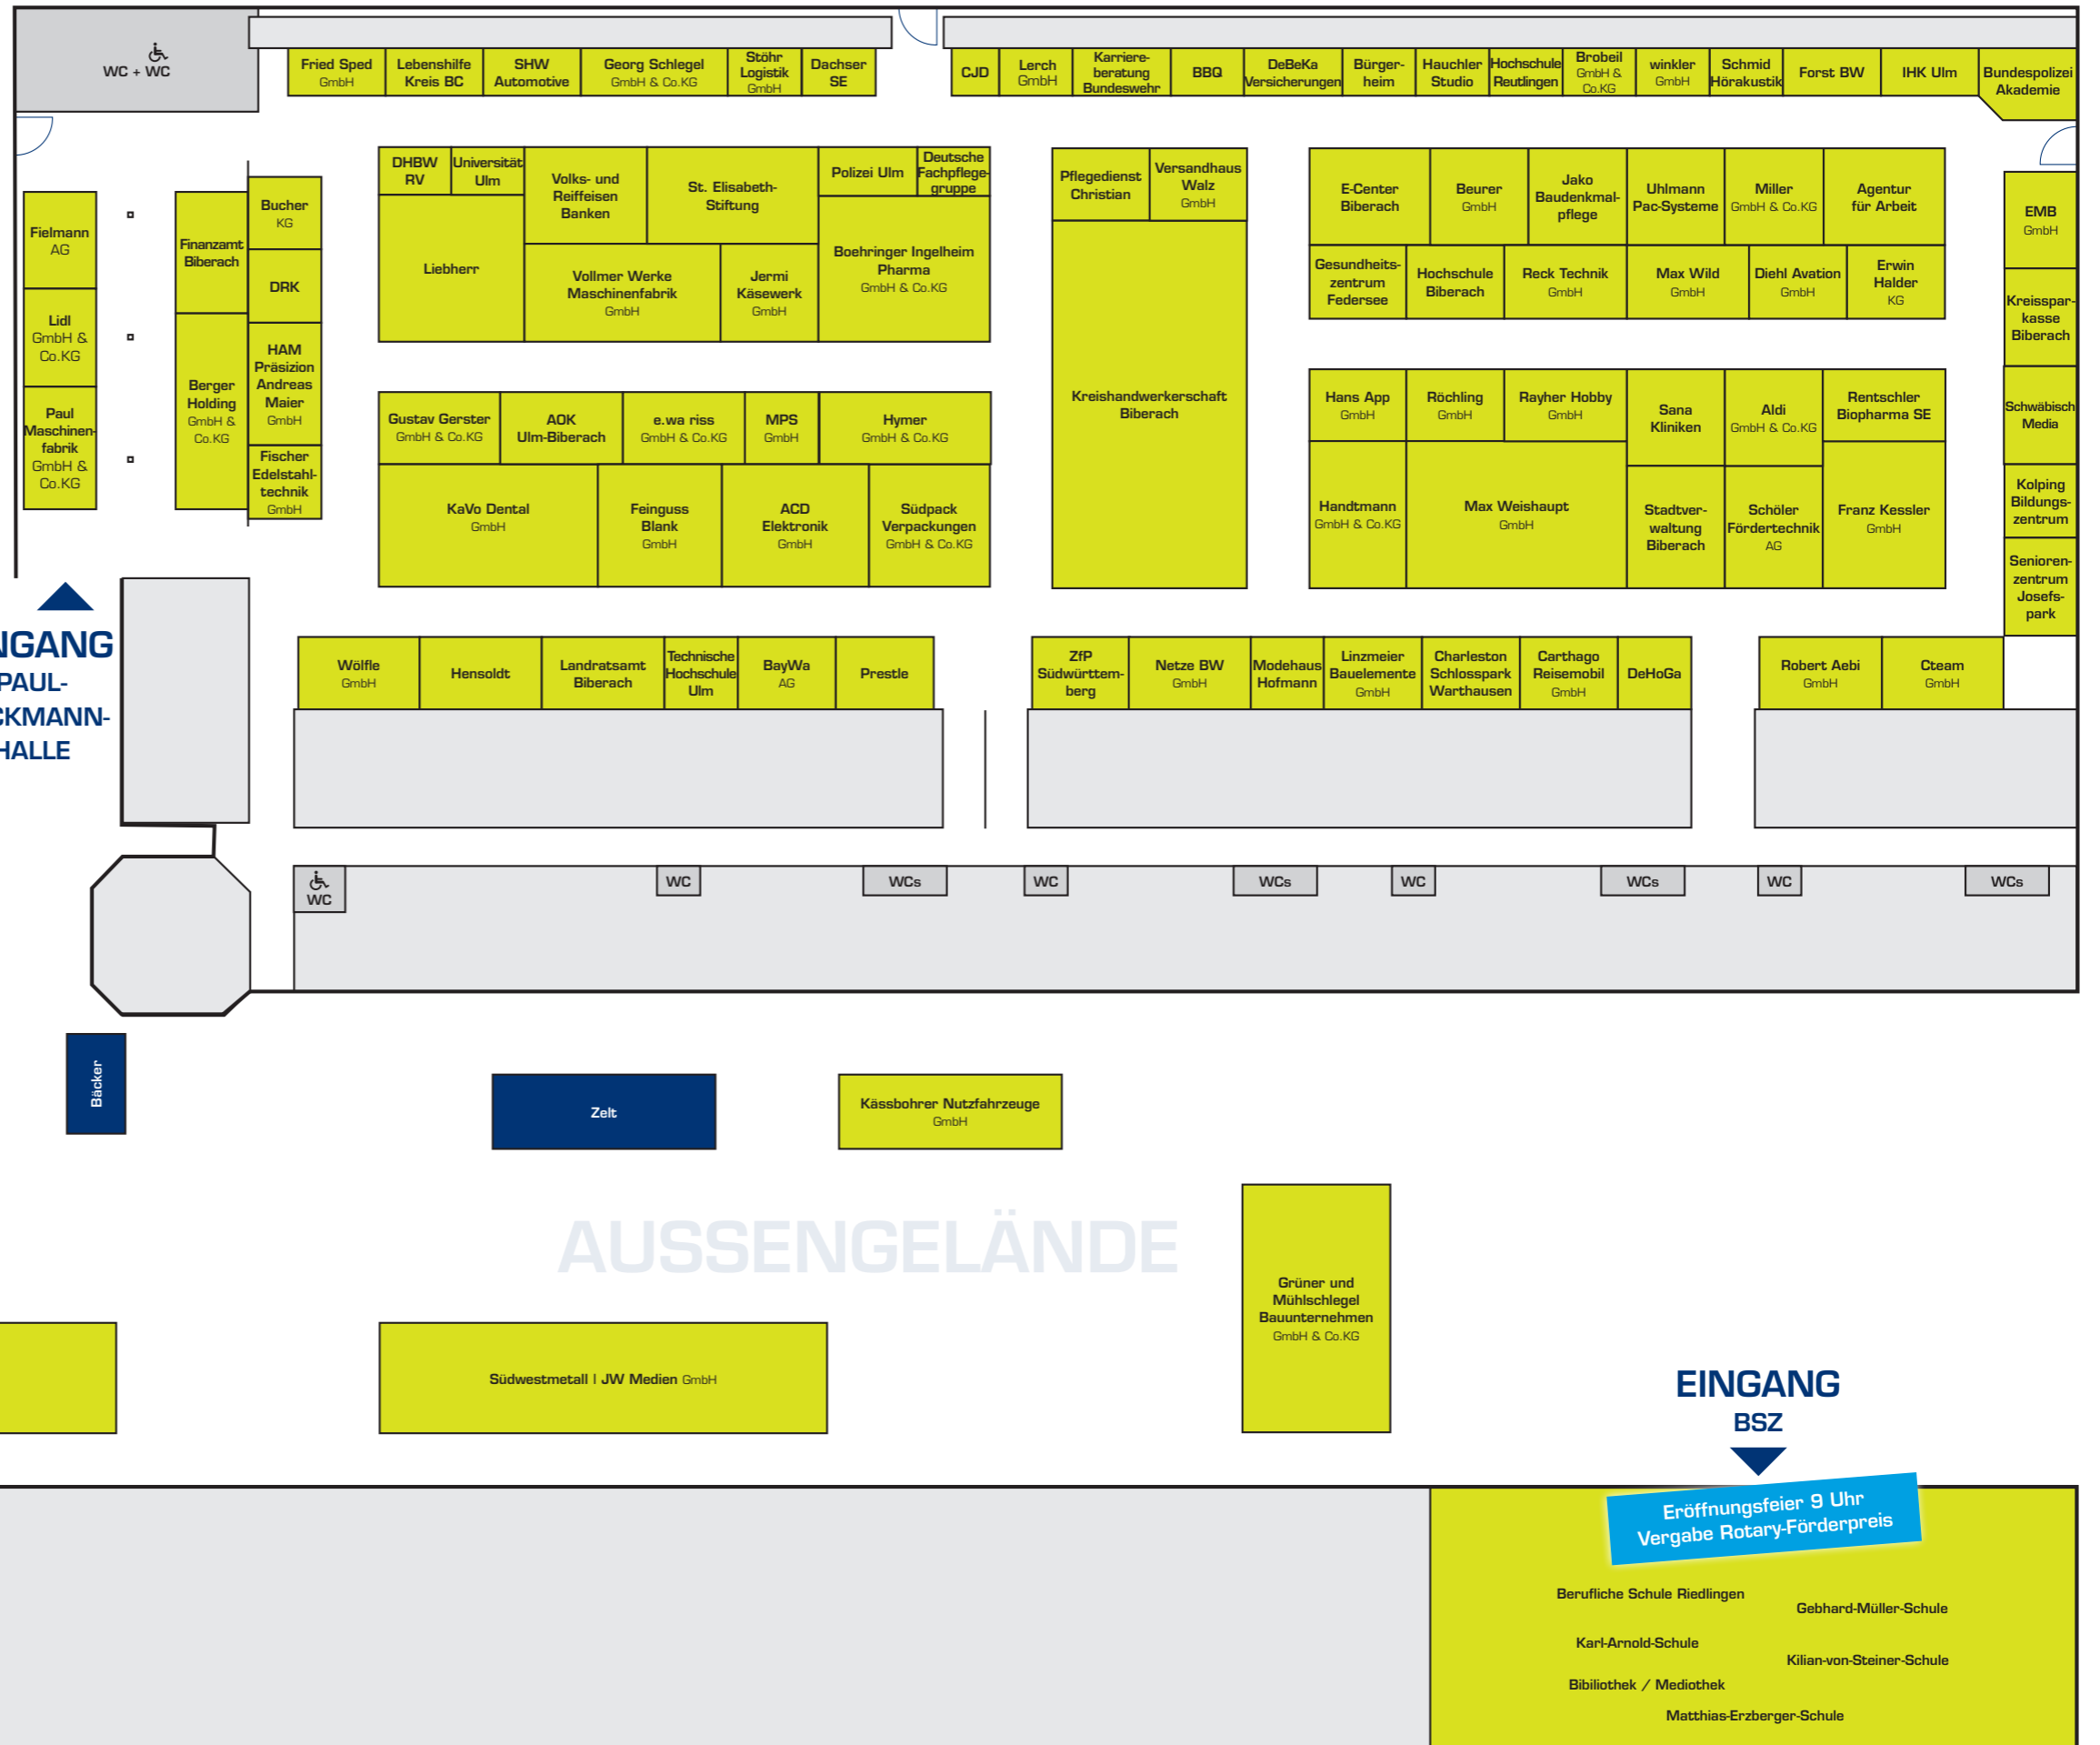 WC + WC
Fried Sped
GmbH
Lebenshilfe
Kreis BC
SHW
Automotive
Georg Schlegel
GmbH & Co.KG
Stöhr
Logistik
GmbH
Dachser
SE
CJD
Lerch
GmbH
Karriere-
beratung
Bundeswehr
BBQ
DeBeKa
Versicherungen
Bürger-
heim
Hauchler
Studio
Hochschule
Reutlingen
Brobeil
GmbH &
Co.KG
winkler
GmbH
Schmid
Hörakustik
Forst BW
IHK Ulm
Bundespolizei
Akademie
Fielmann
AG
Lidl
GmbH &
Co.KG
Paul
Maschinen-
fabrik
GmbH &
Co.KG
Finanzamt
Biberach
Berger
Holding
GmbH &
Co.KG
Bucher
KG
DRK
HAM
Präsizion
Andreas
Maier
GmbH
Fischer
Edelstahl-
technik
GmbH
DHBW
RV
Universität
Ulm
Volks- und
Reiffeisen
Banken
St. Elisabeth-
Stiftung
Polizei Ulm
Deutsche
Fachpflege-
gruppe
Liebherr
Vollmer Werke
Maschinenfabrik
GmbH
Jermi
Käsewerk
GmbH
Boehringer Ingelheim
Pharma
GmbH & Co.KG
Gustav Gerster
GmbH & Co.KG
AOK
Ulm-Biberach
e.wa riss
GmbH & Co.KG
MPS
GmbH
Hymer
GmbH & Co.KG
KaVo Dental
GmbH
Feinguss
Blank
GmbH
ACD
Elektronik
GmbH
Südpack
Verpackungen
GmbH & Co.KG
Pflegedienst
Christian
Versandhaus
Walz
GmbH
Kreishandwerkerschaft
Biberach
E-Center
Biberach
Beurer
GmbH
Jako
Baudenkmal-
pflege
Uhlmann
Pac-Systeme
Miller
GmbH & Co.KG
Agentur
für Arbeit
Gesundheits-
zentrum
Federsee
Hochschule
Biberach
Reck Technik
GmbH
Max Wild
GmbH
Diehl Avation
GmbH
Erwin
Halder
KG
Hans App
GmbH
Röchling
GmbH
Rayher Hobby
GmbH
Sana
Kliniken
Aldi
GmbH & Co.KG
Rentschler
Biopharma SE
Handtmann
GmbH & Co.KG
Max Weishaupt
GmbH
Stadtver-
waltung
Biberach
Schöler
Fördertechnik
AG
Franz Kessler
GmbH
EMB
GmbH
Kreisspar-
kasse
Biberach
Schwäbisch
Media
Kolping
Bildungs-
zentrum
Senioren-
zentrum
Josefs-
park
NGANG
PAUL-
CKMANN-
HALLE
Wölfle
GmbH
Hensoldt
Landratsamt
Biberach
Technische
Hochschule
Ulm
BayWa
AG
Prestle
ZfP
Südwürttem-
berg
Netze BW
GmbH
Modehaus
Hofmann
Linzmeier
Bauelemente
GmbH
Charleston
Schlosspark
Warthausen
Carthago
Reisemobil
GmbH
DeHoGa
Robert Aebi
GmbH
Cteam
GmbH
WC
WC
WCs
WC
WCs
WC
WCs
WC
WCs
Bäcker
Zelt
Kässbohrer Nutzfahrzeuge
GmbH
AUSSENGELÄNDE
Grüner und
Mühlschlegel
Bauunternehmen
GmbH & Co.KG
Südwestmetall | JW Medien GmbH
EINGANG
BSZ
Eröffnungsfeier 9 Uhr
Vergabe Rotary-Förderpreis
Berufliche Schule Riedlingen
Gebhard-Müller-Schule
Karl-Arnold-Schule
Kilian-von-Steiner-Schule
Bibiliothek / Mediothek
Matthias-Erzberger-Schule